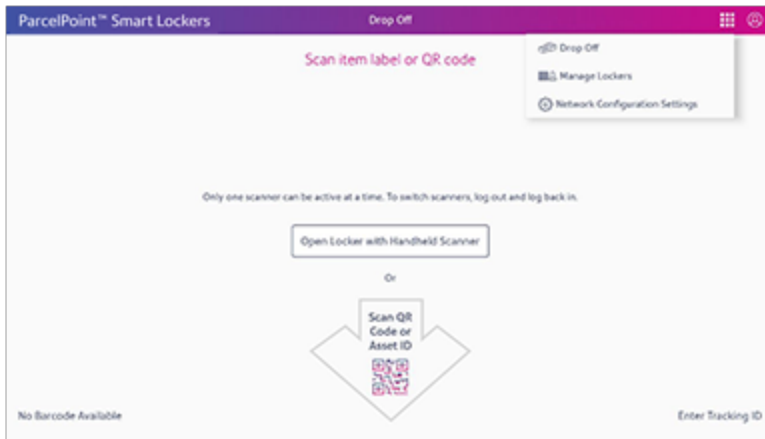 ParcelPoint™ Smart Lockers
Drop Off
Scan item label or QR code
Drop Off
Manage Lockers
Network Configuration Settings
Only one scanner can be active at a time. To switch scanners, log out and log back in.
Open Locker with Handheld Scanner
Or
Scan QR
Code or
Asset ID
No Barcode Available
Enter Tracking ID